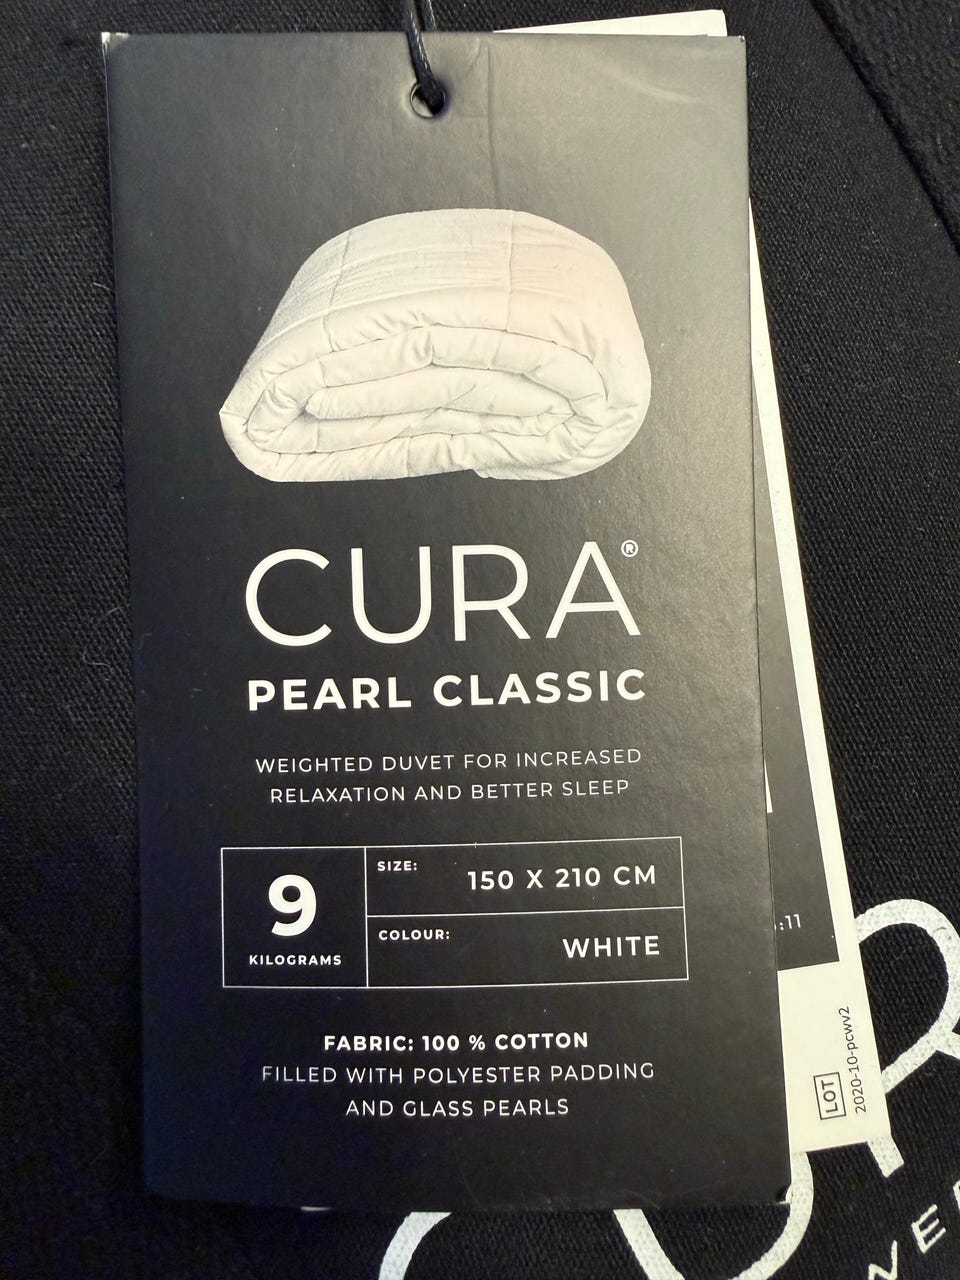 CURA®
PEARL CLASSIC
WEIGHTED DUVET FOR INCREASED
RELAXATION AND BETTER SLEEP
9
KILOGRAMS
SIZE:
150 X 210 CM
COLOUR:
WHITE
FABRIC: 100 % COTTON
FILLED WITH POLYESTER PADDING
AND GLASS PEARLS
:11
LOT
2020-10-pcwv2